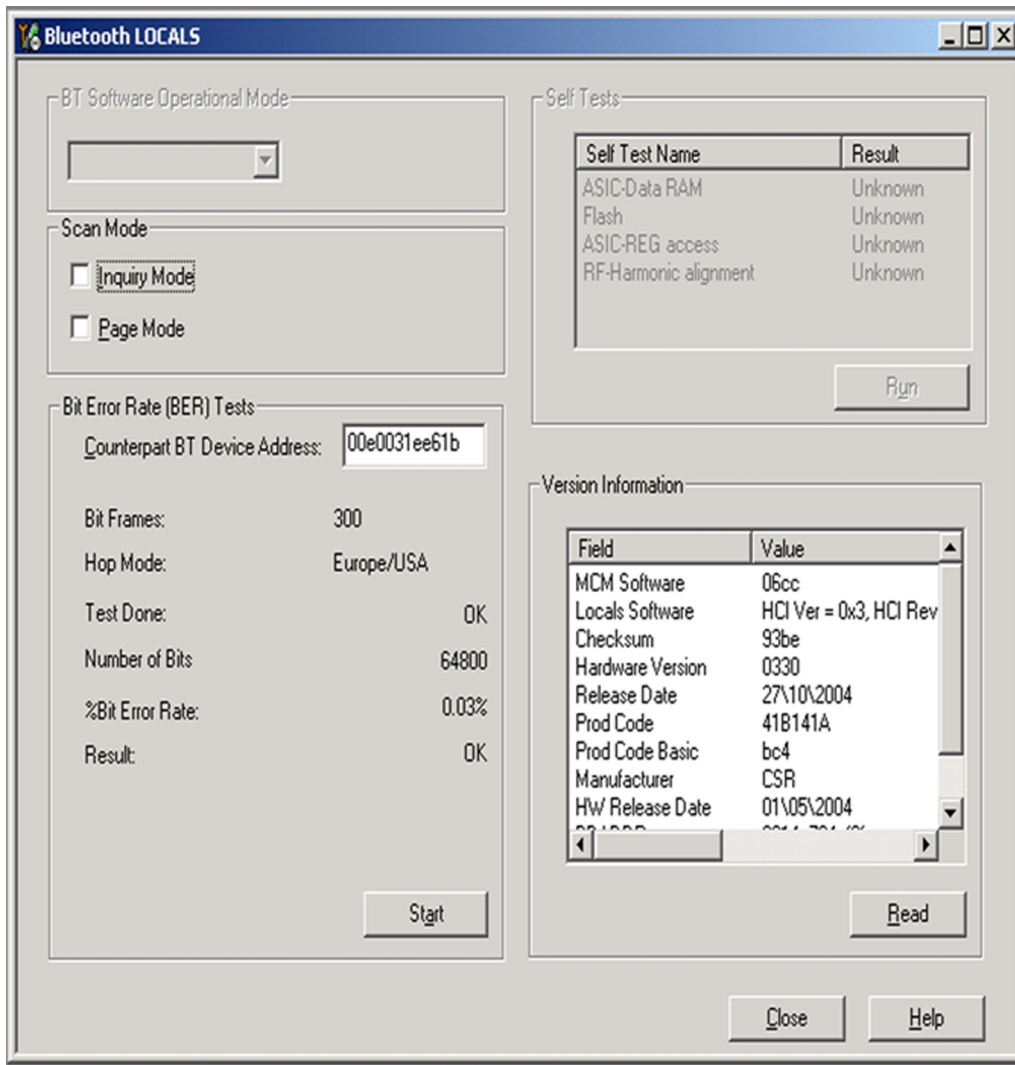 Bluetooth LOCALS
BT Software Operational Mode
Scan Mode
Inquiry Mode
Page Mode
Bit Error Rate (BER) Tests
Counterpart BT Device Address: 00e0031ee61b
Bit Frames: 300
Hop Mode: Europe/USA
Test Done: OK
Number of Bits 64800
%Bit Error Rate: 0.03%
Result: OK
Start
Self Tests
Self Test Name Result
ASIC-Data RAM Unknown
Flash Unknown
ASIC-REG access Unknown
RF-Harmonic alignment Unknown
Run
Version Information
Field Value
MCM Software 06cc
Locals Software HCI Ver = 0x3, HCI Rev
Checksum 93be
Hardware Version 0330
Release Date 27\10\2004
Prod Code 41B141A
Prod Code Basic bc4
Manufacturer CSR
HW Release Date 01\05\2004
Read
Close Help